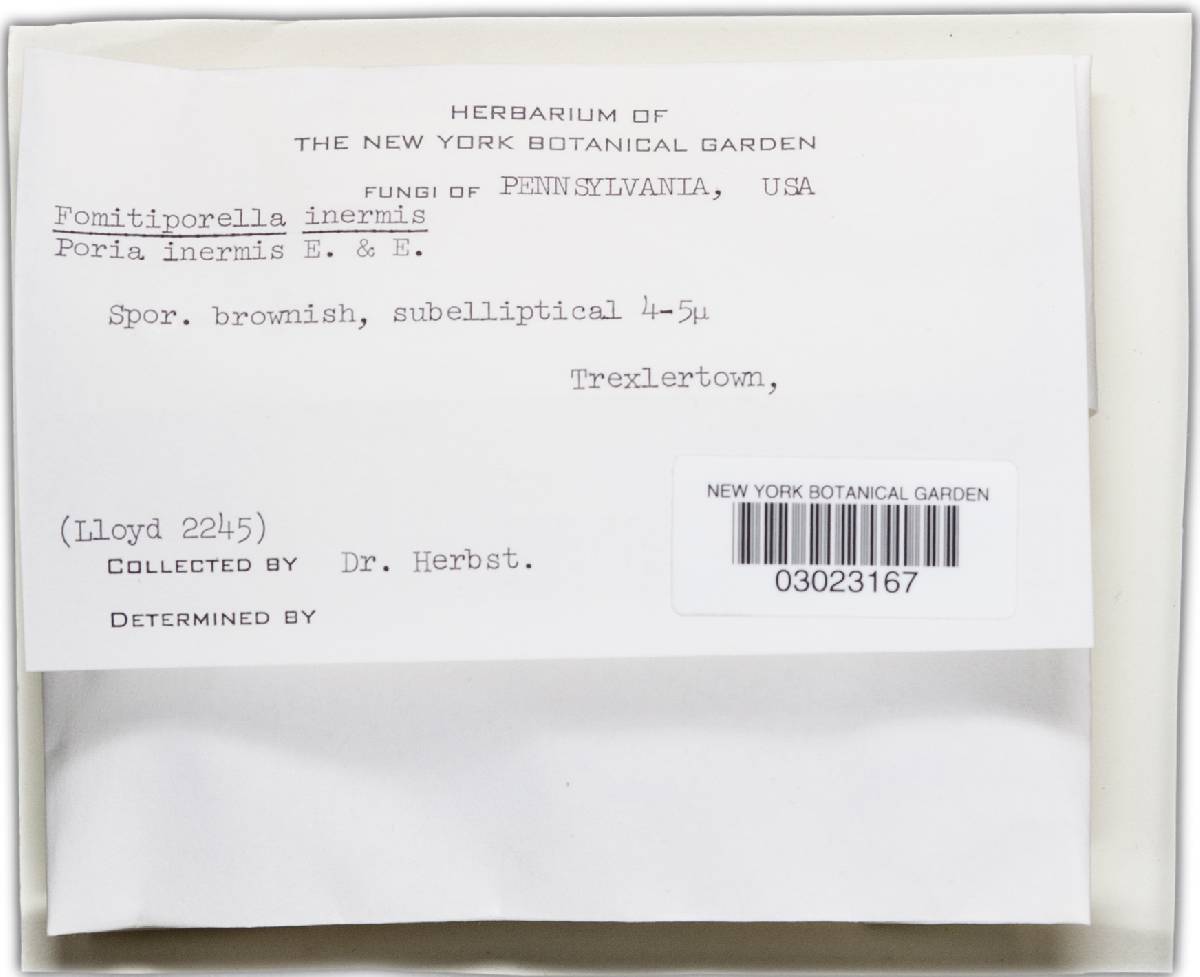 HERBARIUM OF
THE NEW YORK BOTANICAL GARDEN
FUNGI OF PENNSYLVANIA, USA
Fomitiporella inermis
Poria inermis E. & E.
Spor. brownish, subelliptical 4-5µ
Trexlertown,
NEW YORK BOTANICAL GARDEN
03023167
(Lloyd 2245)
COLLECTED BY Dr. Herbst.
DETERMINED BY